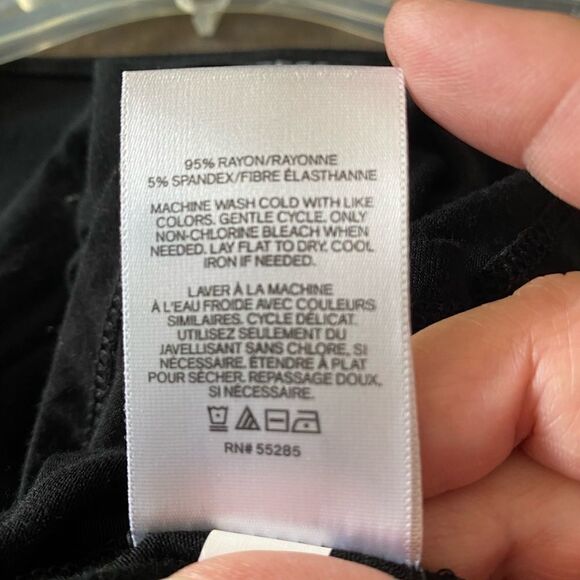 95% RAYON/RAYONNE
5% SPANDEX/FIBRE ÉLASTHANNE
MACHINE WASH COLD WITH LIKE
COLORS. GENTLE CYCLE. ONLY
NON-CHLORINE BLEACH WHEN
NEEDED. LAY FLAT TO DRY. COOL
IRON IF NEEDED.
LAVER À LA MACHINE
À L'EAU FROIDE AVEC COULEURS
SIMILAIRES. CYCLE DÉLICAT.
UTILISEZ SEULEMENT DU
JAVELLISANT SANS CHLORE, SI
NÉCESSAIRE. ÉTENDRE À PLAT
POUR SÉCHER. REPASSAGE DOUX,
SI NÉCESSAIRE.
RN# 55285